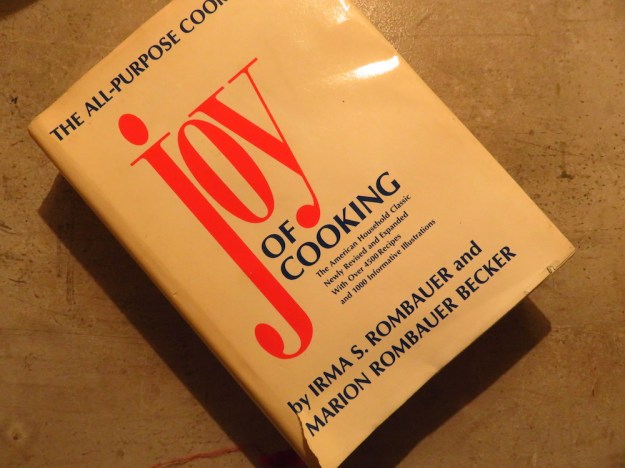 THE ALL-PURPOSE COOK
joy
OF
COOKING
The American Household Classic
Newly Revised and Expanded
With Over 4500 Recipes
and 1000 Informative Illustrations
by IRMA S. ROMBAUER and
MARION ROMBAUER BECKER